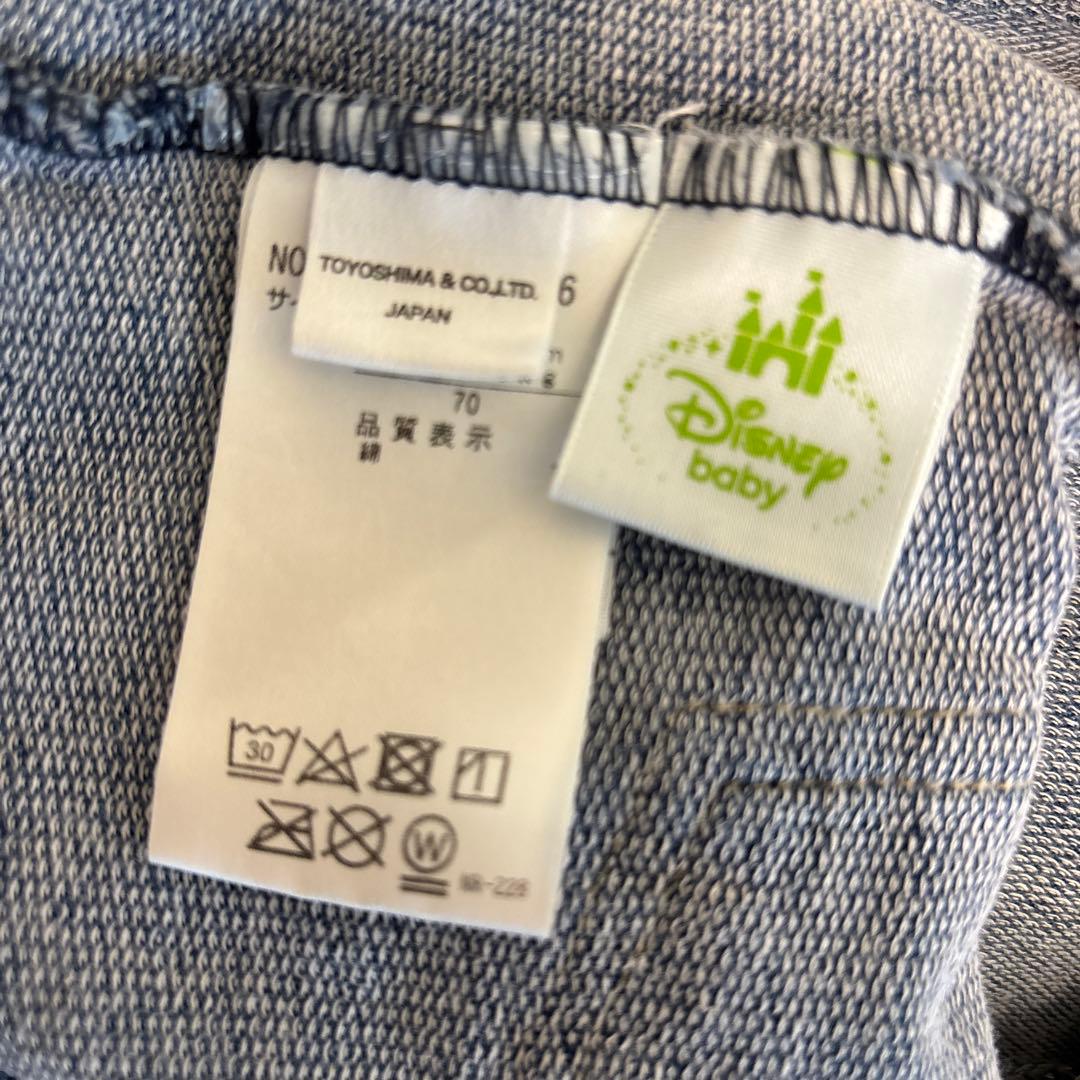 NO
TOYOSHIMA & CO.,LTD.
6
JAPAN
サ
70
品質表示
綿
DISNEY
baby
30
W